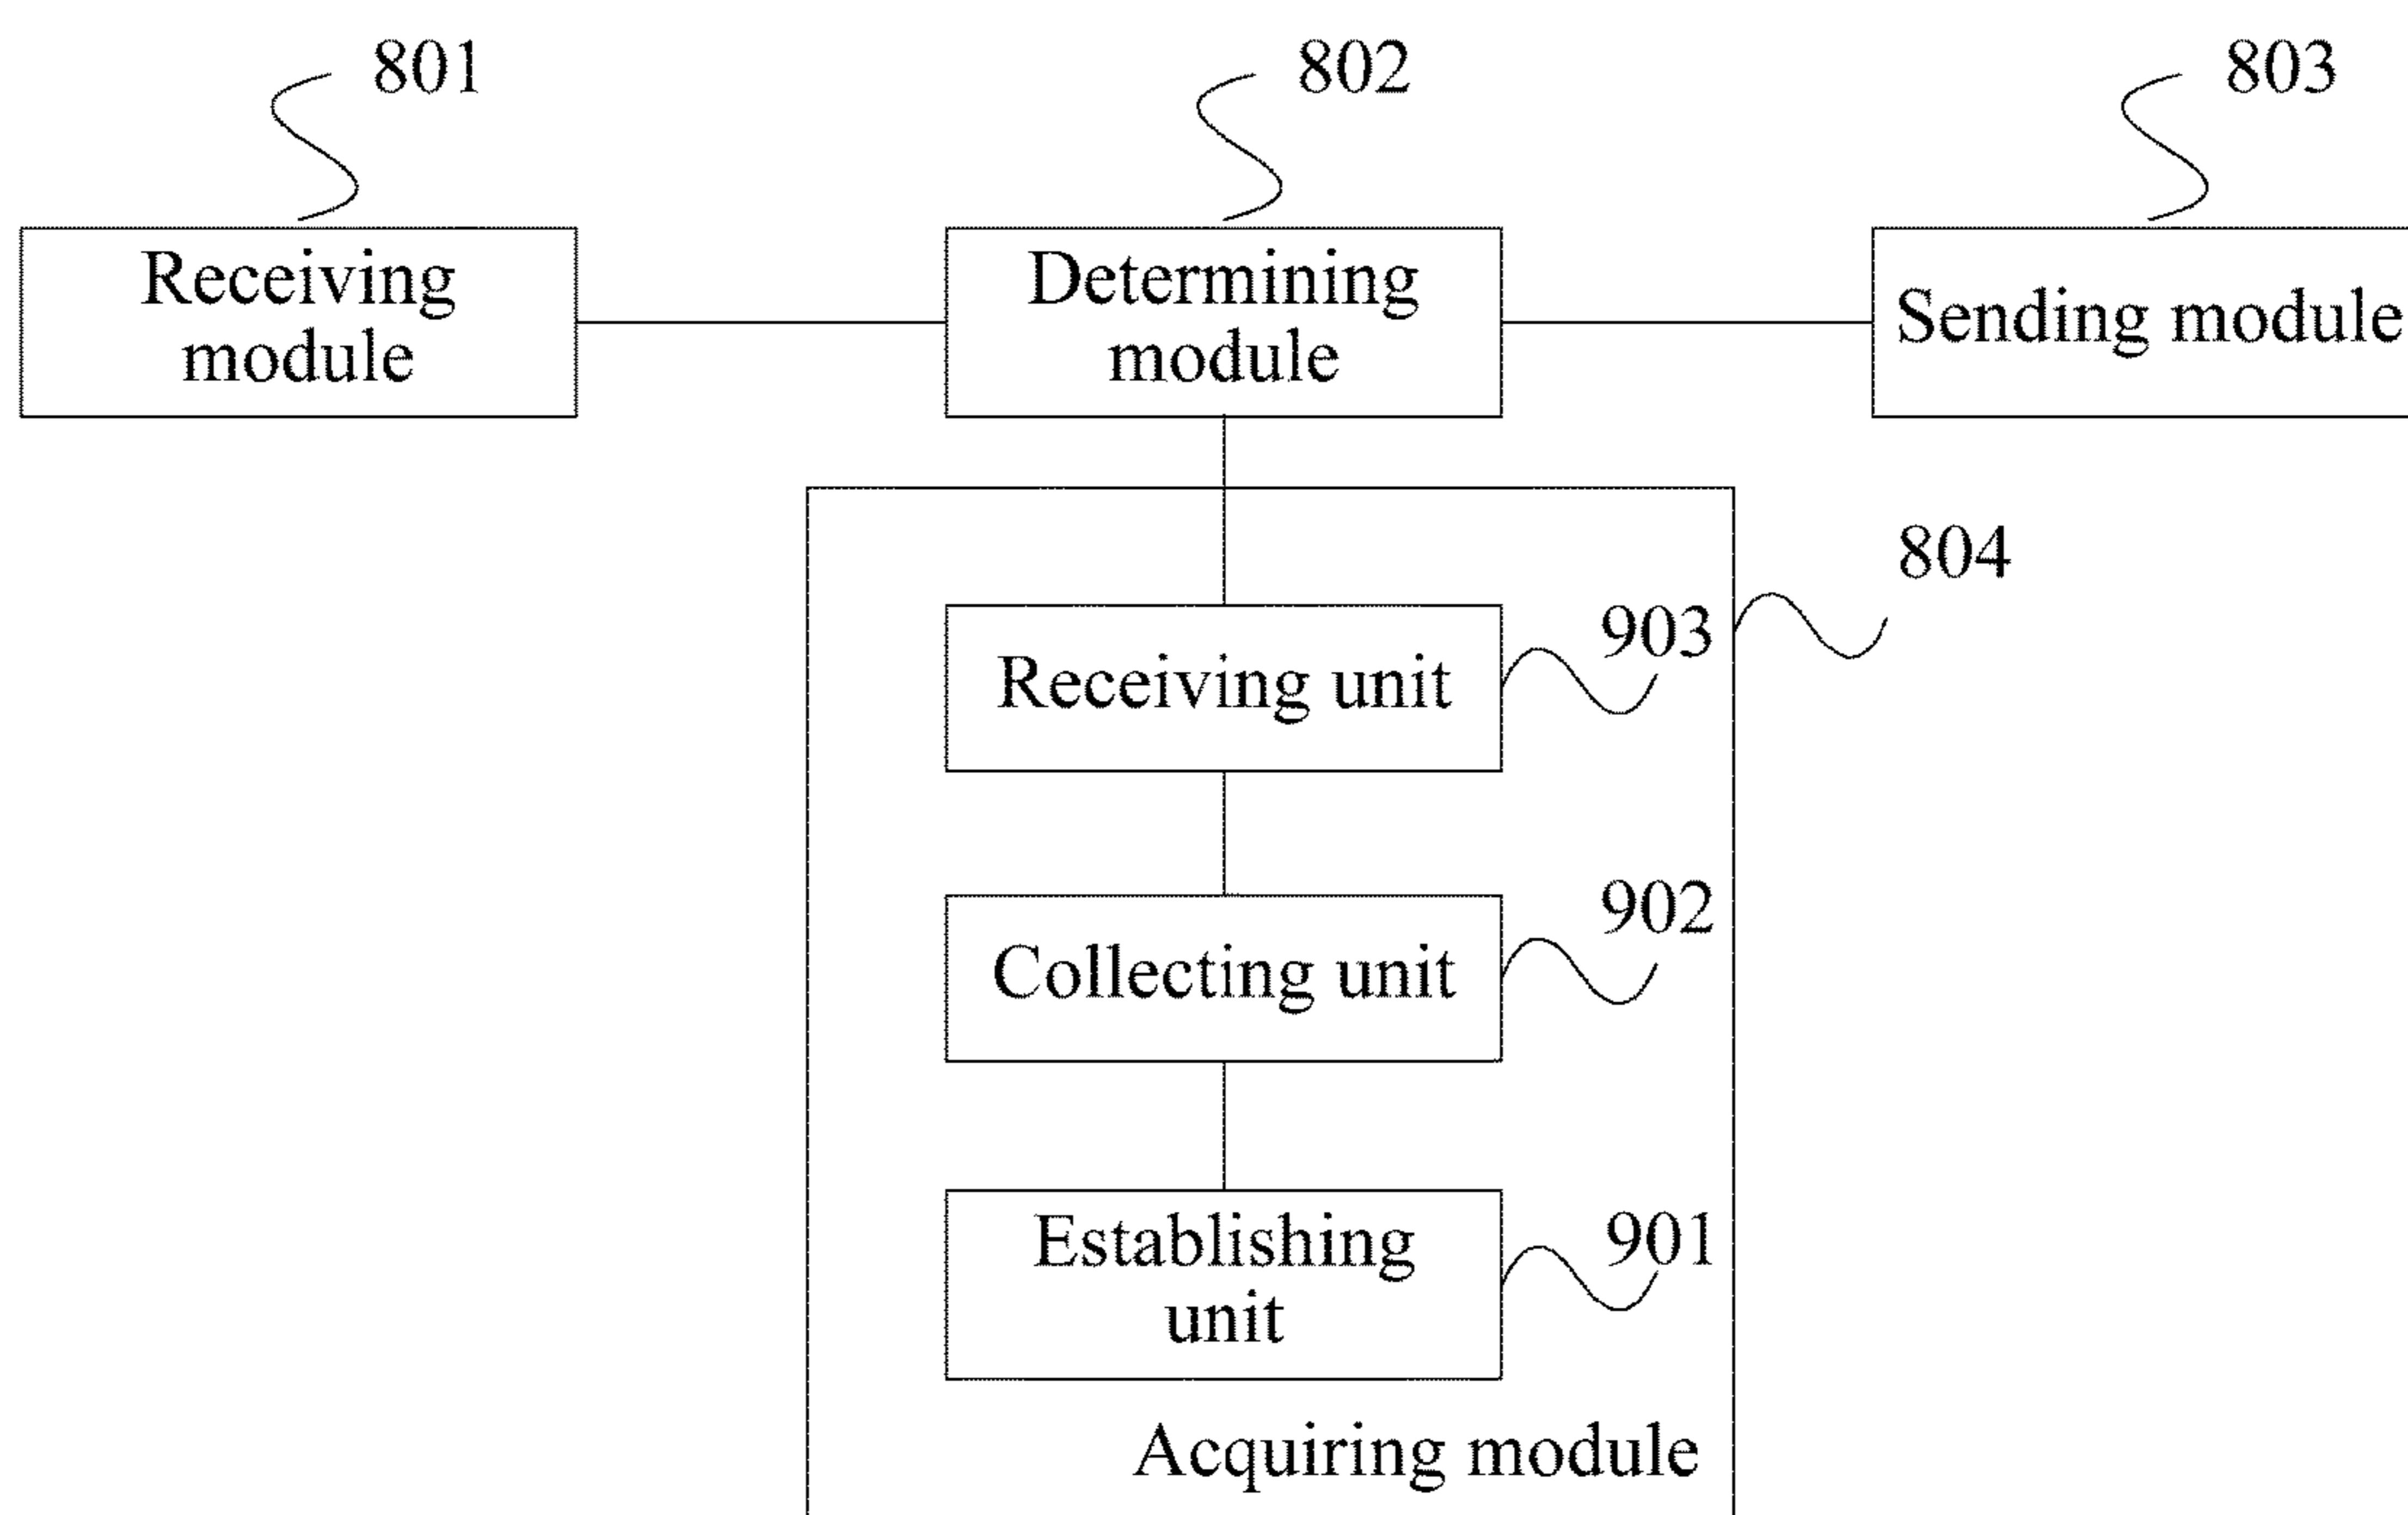 801
802
803
Receiving
module
Determining
module
Sending module
804
903
Receiving unit
902
Collecting unit
901
Establishing
unit
Acquiring module